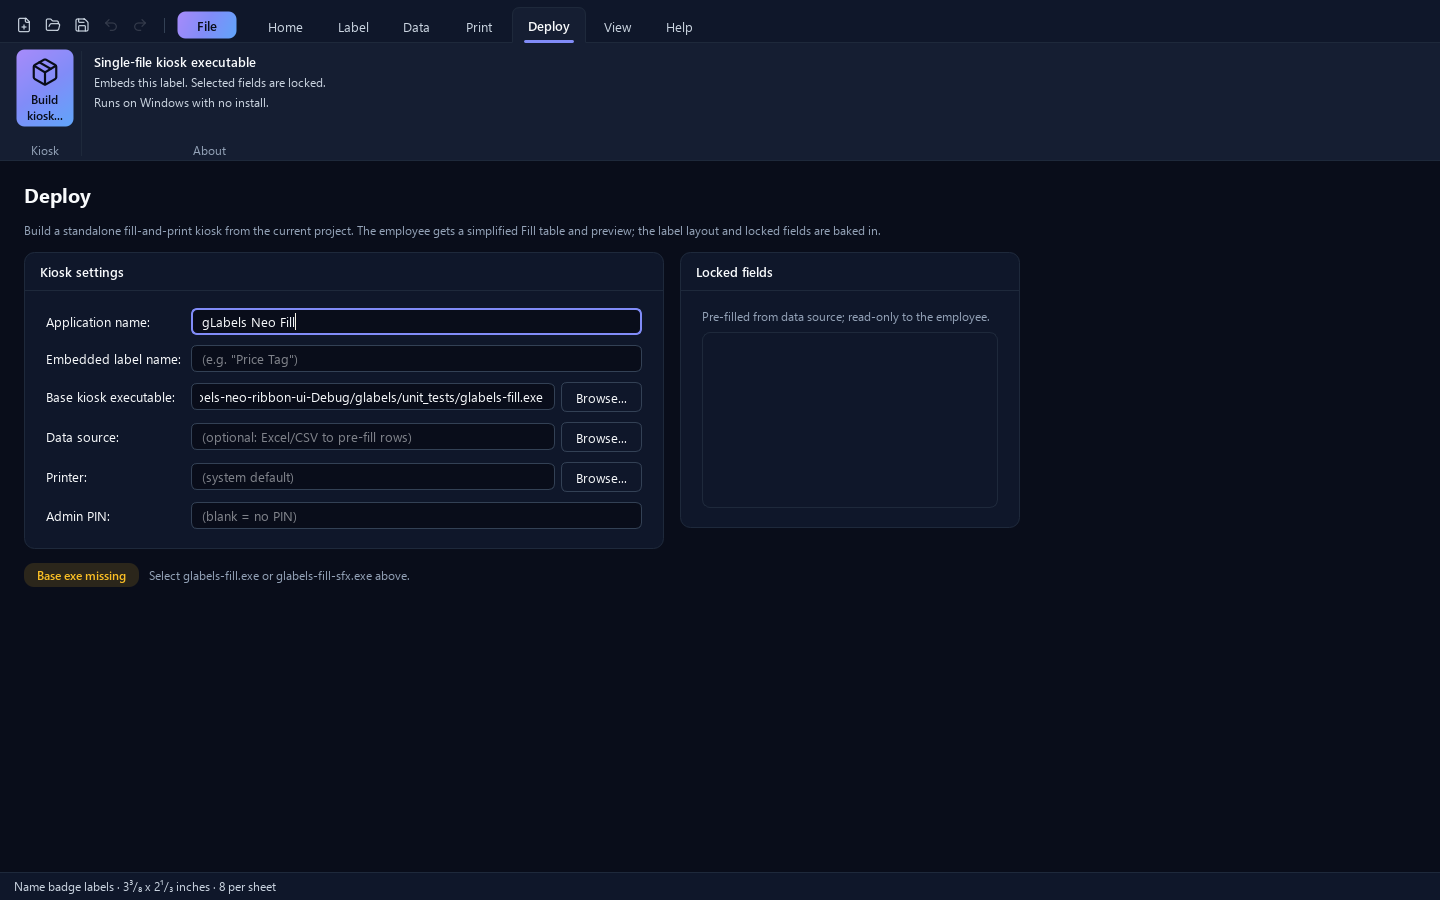 File
Home
Label
Data
Print
Deploy
View
Help
Build
kiosk...
Kiosk
Single-file kiosk executable
Embeds this label. Selected fields are locked.
Runs on Windows with no install.
About
Deploy
Build a standalone fill-and-print kiosk from the current project. The employee gets a simplified Fill table and preview; the label layout and locked fields are baked in.
Kiosk settings
Application name: gLabels Neo Fill
Embedded label name: (e.g. "Price Tag")
Base kiosk executable: bels-neo-ribbon-ui-Debug/glabels/unit_tests/glabels-fill.exe Browse...
Data source: (optional: Excel/CSV to pre-fill rows) Browse...
Printer: (system default) Browse...
Admin PIN: (blank = no PIN)
Locked fields
Pre-filled from data source; read-only to the employee.
Base exe missing Select glabels-fill.exe or glabels-fill-sfx.exe above.
Name badge labels · 3³/₈ x 2¹/₃ inches · 8 per sheet